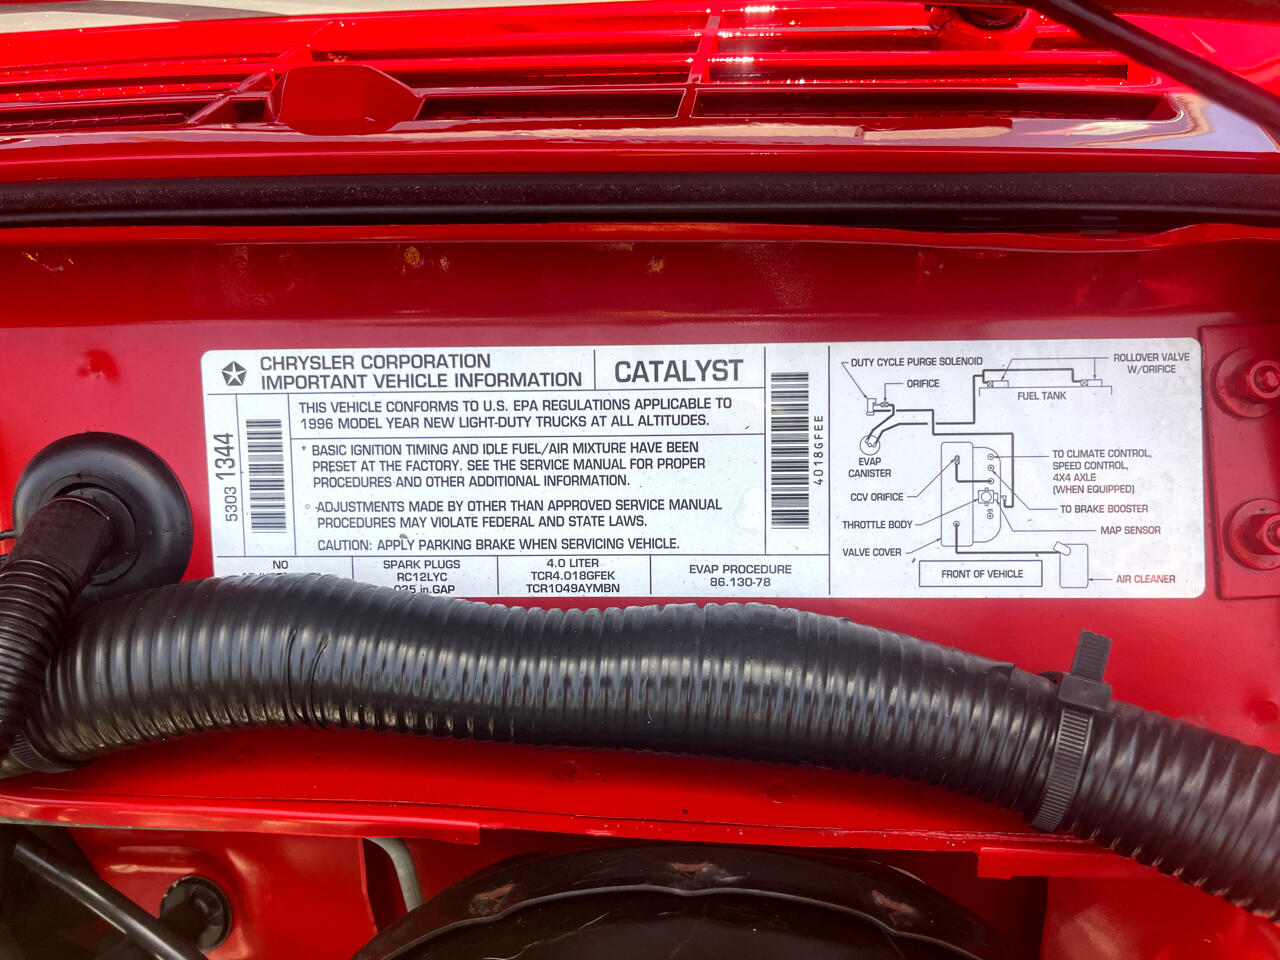 CHRYSLER CORPORATION
IMPORTANT VEHICLE INFORMATION
CATALYST
5303 1344
THIS VEHICLE CONFORMS TO U.S. EPA REGULATIONS APPLICABLE TO
1996 MODEL YEAR NEW LIGHT-DUTY TRUCKS AT ALL ALTITUDES.
* BASIC IGNITION TIMING AND IDLE FUEL/AIR MIXTURE HAVE BEEN
PRESET AT THE FACTORY. SEE THE SERVICE MANUAL FOR PROPER
PROCEDURES AND OTHER ADDITIONAL INFORMATION.
ADJUSTMENTS MADE BY OTHER THAN APPROVED SERVICE MANUAL
PROCEDURES MAY VIOLATE FEDERAL AND STATE LAWS.
CAUTION: APPLY PARKING BRAKE WHEN SERVICING VEHICLE.
4018GFEE
NO
SPARK PLUGS
RC12LYC
.035 in.GAP
4.0 LITER
TCR4.018GFEK
TCR1049AYMBN
EVAP PROCEDURE
86.130-78
DUTY CYCLE PURGE SOLENOID
ORIFICE
ROLLOVER VALVE
W/ORIFICE
FUEL TANK
EVAP
CANISTER
CCV ORIFICE
THROTTLE BODY
VALVE COVER
TO CLIMATE CONTROL,
SPEED CONTROL,
4X4 AXLE
(WHEN EQUIPPED)
TO BRAKE BOOSTER
MAP SENSOR
AIR CLEANER
FRONT OF VEHICLE